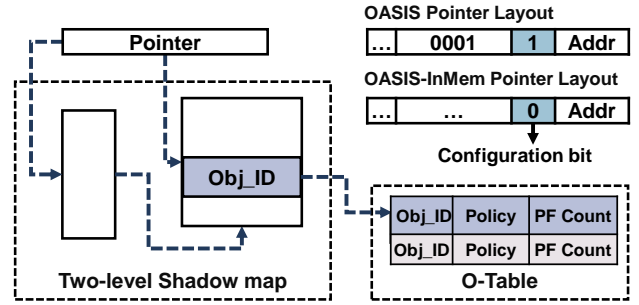 Pointer
Obj_ID
Two-level Shadow map
OASIS Pointer Layout
... 0001 1 Addr
OASIS-InMem Pointer Layout
... ... 0 Addr
Configuration bit
Obj_ID Policy PF Count
Obj_ID Policy PF Count
O-Table